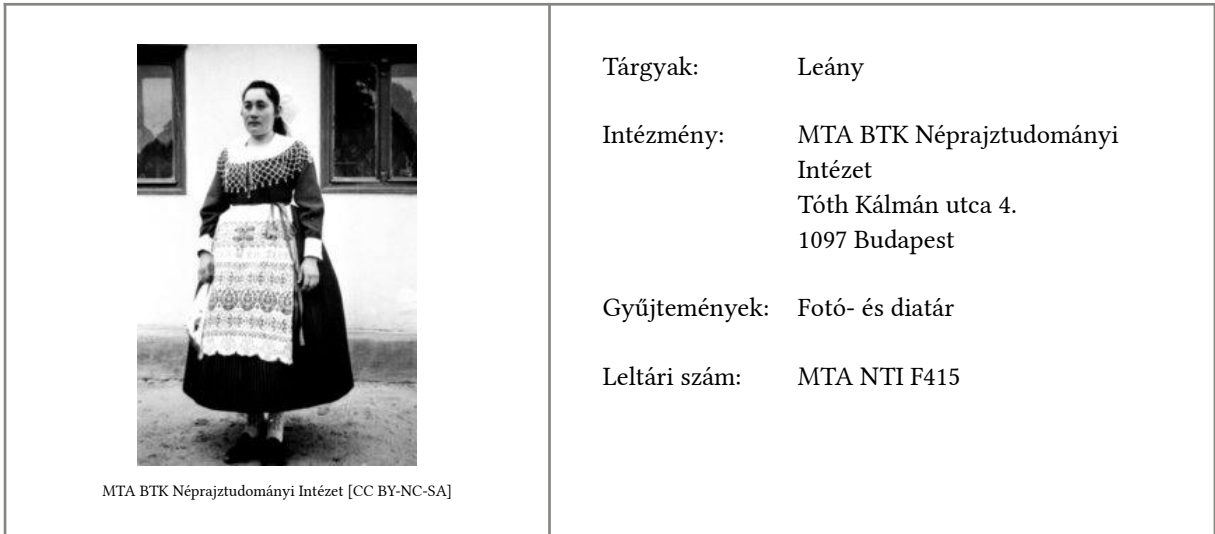 Tárgyak: Leány
Intézmény: MTA BTK Néprajztudományi
Intézet
Tóth Kálmán utca 4.
1097 Budapest
Gyűjtemények: Fotó- és diatár
Leltári szám: MTA NTI F415
MTA BTK Néprajztudományi Intézet [CC BY-NC-SA]